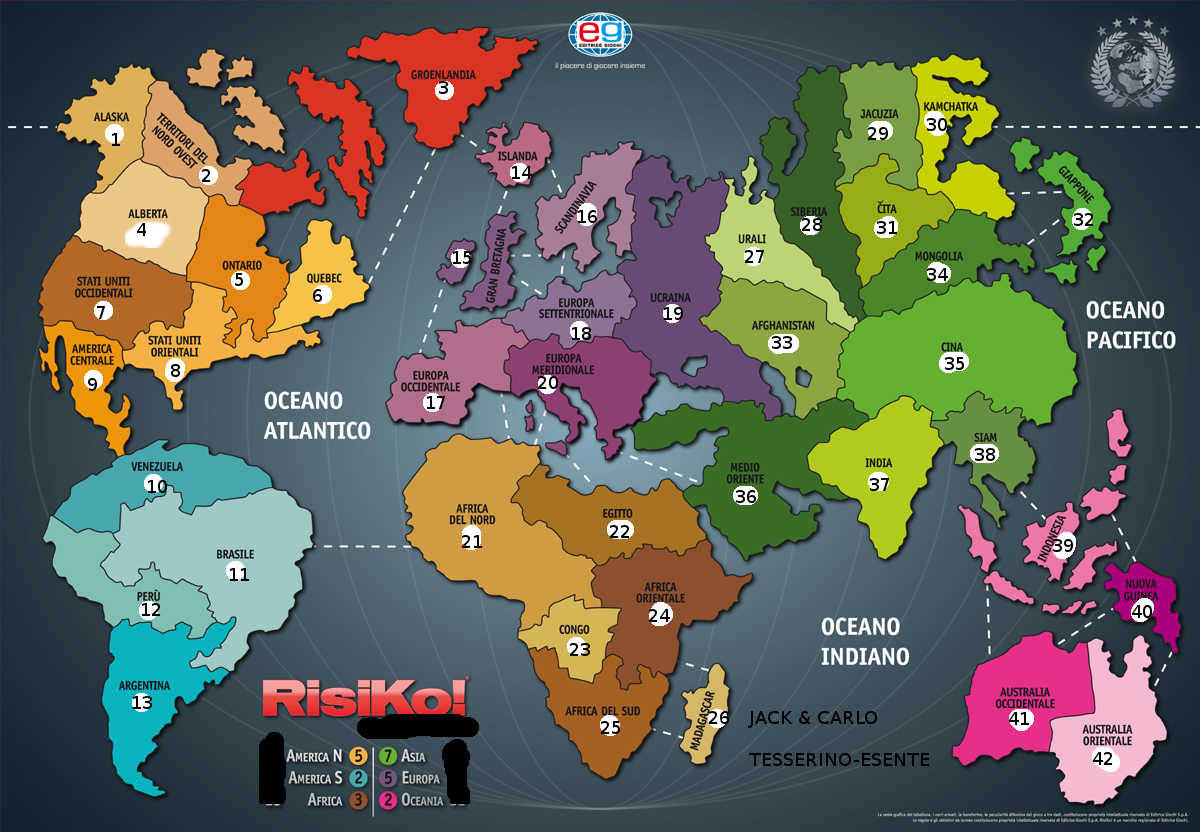 eg
EDITRICE GIOCHI
il piacere di giocare insieme
GROENLANDIA
3
ALASKA
1
TERRITORI DEL
NORD OVEST
2
ALBERTA
4
ONTARIO
5
QUEBEC
6
STATI UNITI
OCCIDENTALI
7
STATI UNITI
ORIENTALI
8
AMERICA
CENTRALE
9
ISLANDA
14
SCANDINAVIA
16
15
GRAN BRETAGNA
EUROPA
SETTENTRIONALE
18
UCRAINA
19
EUROPA
OCCIDENTALE
17
EUROPA
MERIDIONALE
20
JACUZIA
29
KAMCHATKA
30
SIBERIA
28
ČITA
31
URALI
27
GIAPPONE
32
MONGOLIA
34
AFGHANISTAN
33
CINA
35
OCEANO
PACIFICO
OCEANO
ATLANTICO
VENEZUELA
10
BRASILE
11
PERÙ
12
ARGENTINA
13
AFRICA
DEL NORD
21
EGITTO
22
MEDIO
ORIENTE
36
INDIA
37
SIAM
38
INDONESIA
39
NUOVA
GUINEA
40
CONGO
23
AFRICA
ORIENTALE
24
AFRICA DEL SUD
25
MADAGASCAR
26
OCEANO
INDIANO
AUSTRALIA
OCCIDENTALE
41
AUSTRALIA
ORIENTALE
42
RisiKo!
AMERICA N 5 7 ASIA
AMERICA S 2 5 EUROPA
AFRICA 3 2 OCEANIA
JACK & CARLO
TESSERINO-ESENTE